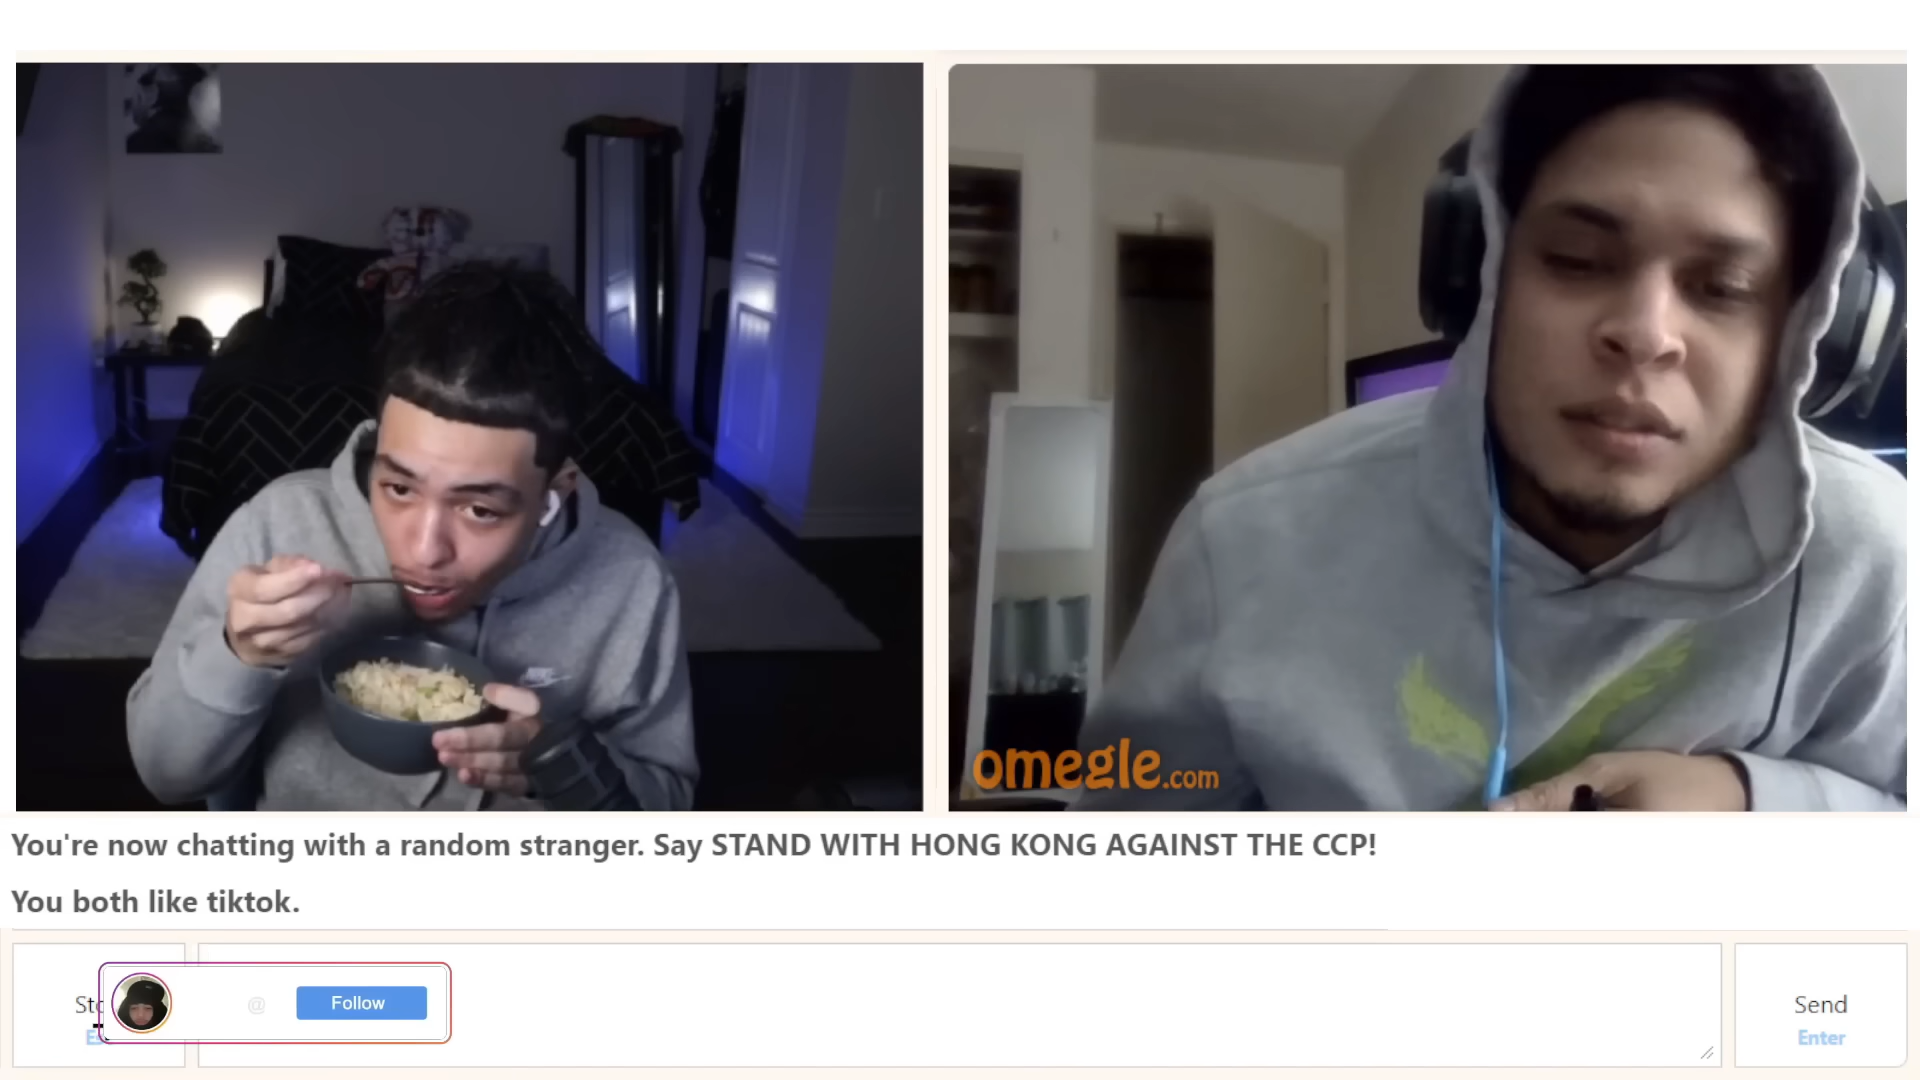 omegle.com
You're now chatting with a random stranger. Say STAND WITH HONG KONG AGAINST THE CCP!
You both like tiktok.
@
Follow
Send
Enter